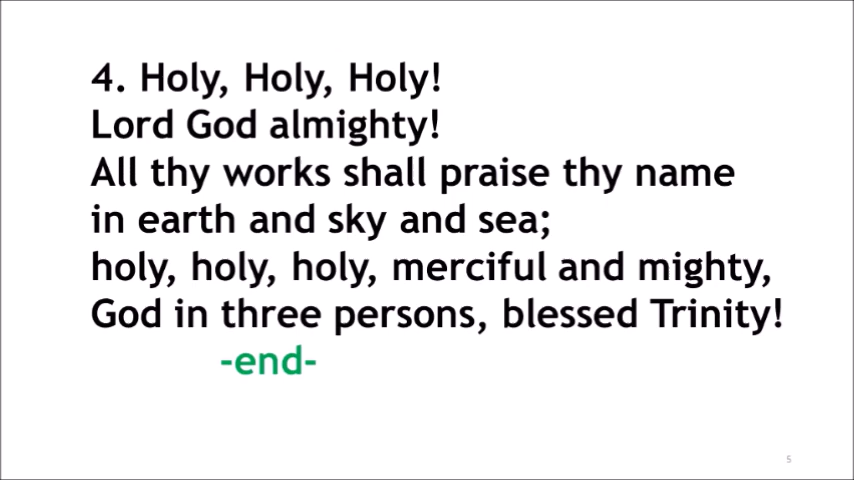 4. Holy, Holy, Holy!
Lord God almighty!
All thy works shall praise thy name
in earth and sky and sea;
holy, holy, holy, merciful and mighty,
God in three persons, blessed Trinity!
-end-
5